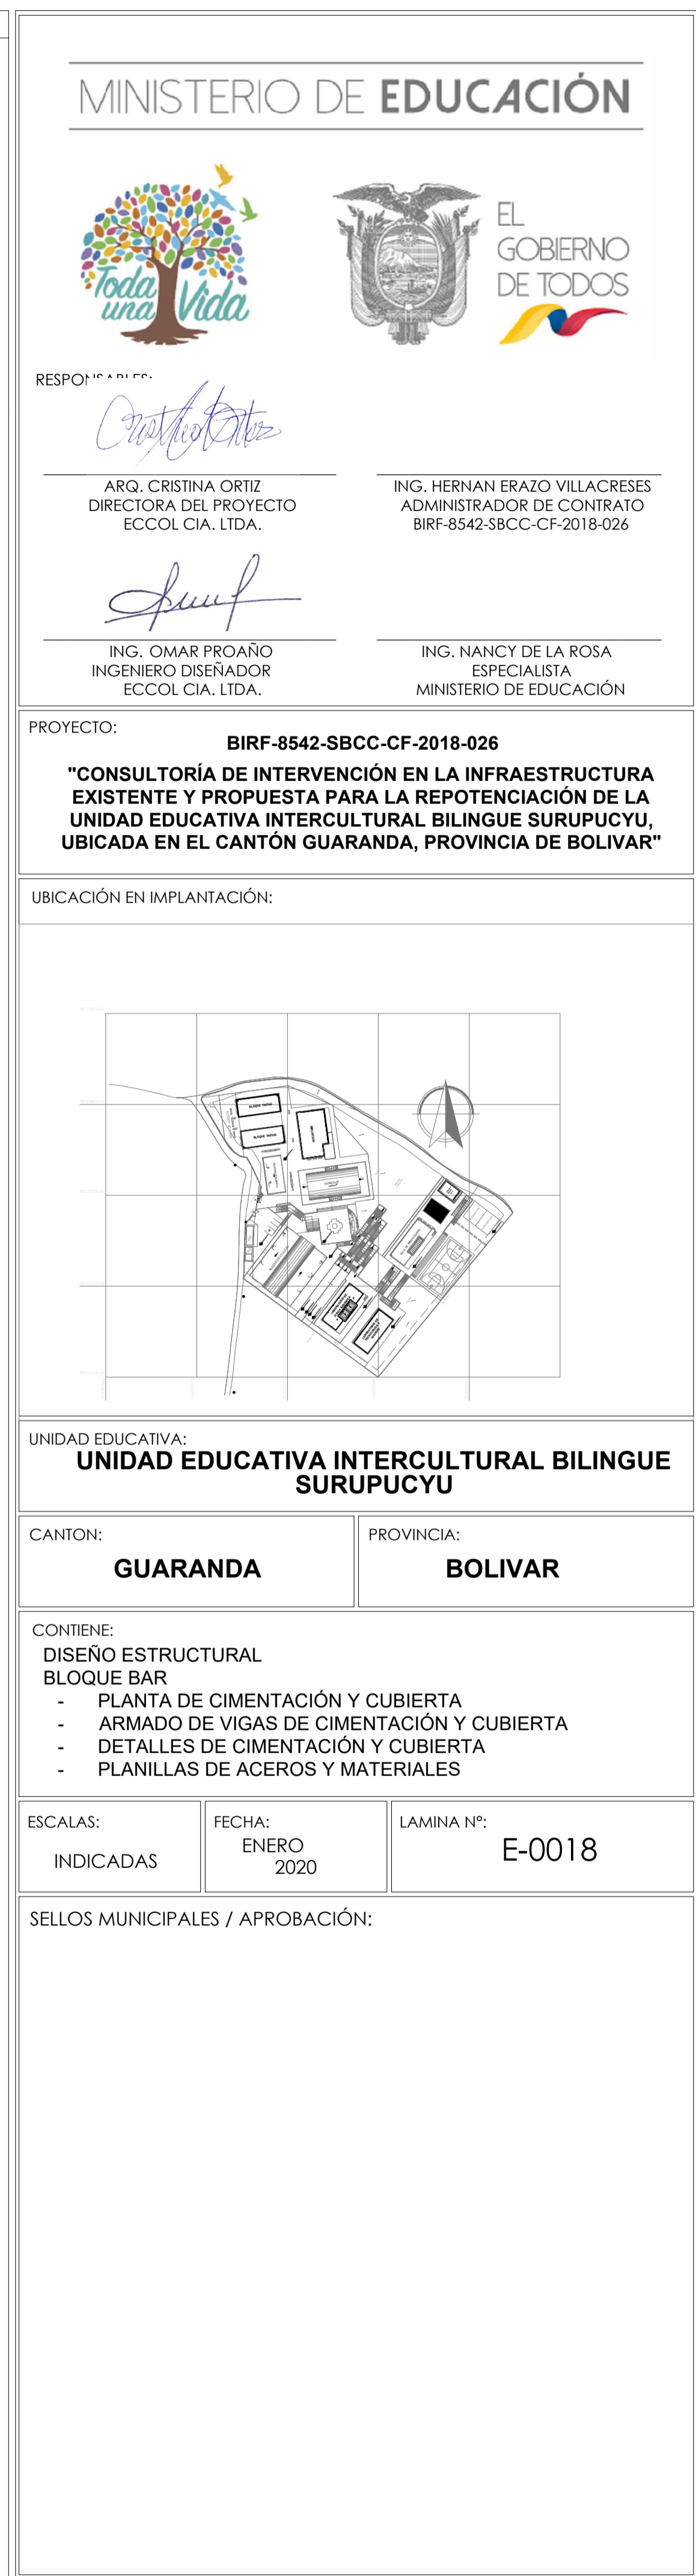 MINISTERIO DE EDUCACIÓN
Toda
una Vida
EL
GOBIERNO
DE TODOS
RESPONSABLES:
ARQ. CRISTINA ORTIZ
DIRECTORA DEL PROYECTO
ECCOL CIA. LTDA.
ING. HERNAN ERAZO VILLACRESES
ADMINISTRADOR DE CONTRATO
BIRF-8542-SBCC-CF-2018-026
ING. OMAR PROAÑO
INGENIERO DISEÑADOR
ECCOL CIA. LTDA.
ING. NANCY DE LA ROSA
ESPECIALISTA
MINISTERIO DE EDUCACIÓN
PROYECTO:
BIRF-8542-SBCC-CF-2018-026
"CONSULTORÍA DE INTERVENCIÓN EN LA INFRAESTRUCTURA
EXISTENTE Y PROPUESTA PARA LA REPOTENCIACIÓN DE LA
UNIDAD EDUCATIVA INTERCULTURAL BILINGUE SURUPUCYU,
UBICADA EN EL CANTÓN GUARANDA, PROVINCIA DE BOLIVAR"
UBICACIÓN EN IMPLANTACIÓN:
UNIDAD EDUCATIVA:
UNIDAD EDUCATIVA INTERCULTURAL BILINGUE
SURUPUCYU
CANTON:
GUARANDA
PROVINCIA:
BOLIVAR
CONTIENE:
DISEÑO ESTRUCTURAL
BLOQUE BAR
- PLANTA DE CIMENTACIÓN Y CUBIERTA
- ARMADO DE VIGAS DE CIMENTACIÓN Y CUBIERTA
- DETALLES DE CIMENTACIÓN Y CUBIERTA
- PLANILLAS DE ACEROS Y MATERIALES
ESCALAS:
INDICADAS
FECHA:
ENERO
2020
LAMINA Nº:
E-0018
SELLOS MUNICIPALES / APROBACIÓN: